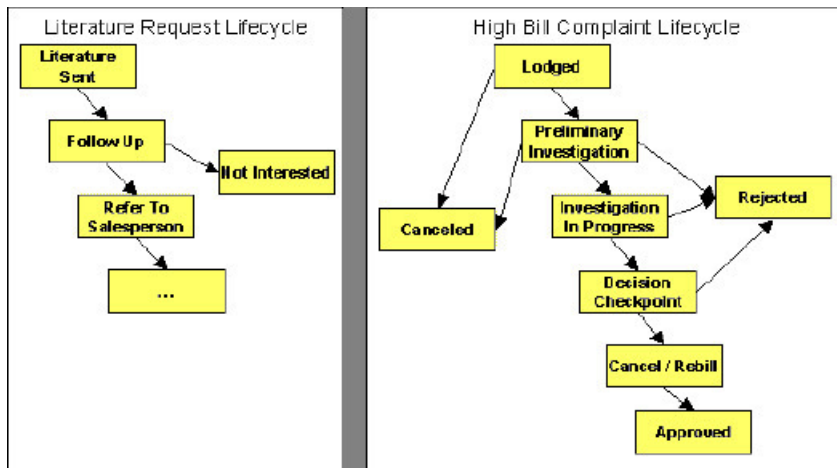 Literature Request Lifecycle
Literature
Sent
Follow Up
Not Interested
Refer To
Salesperson
...
High Bill Complaint Lifecycle
Lodged
Preliminary
Investigation
Canceled
Investigation
In Progress
Rejected
Decision
Checkpoint
Cancel / Rebill
Approved